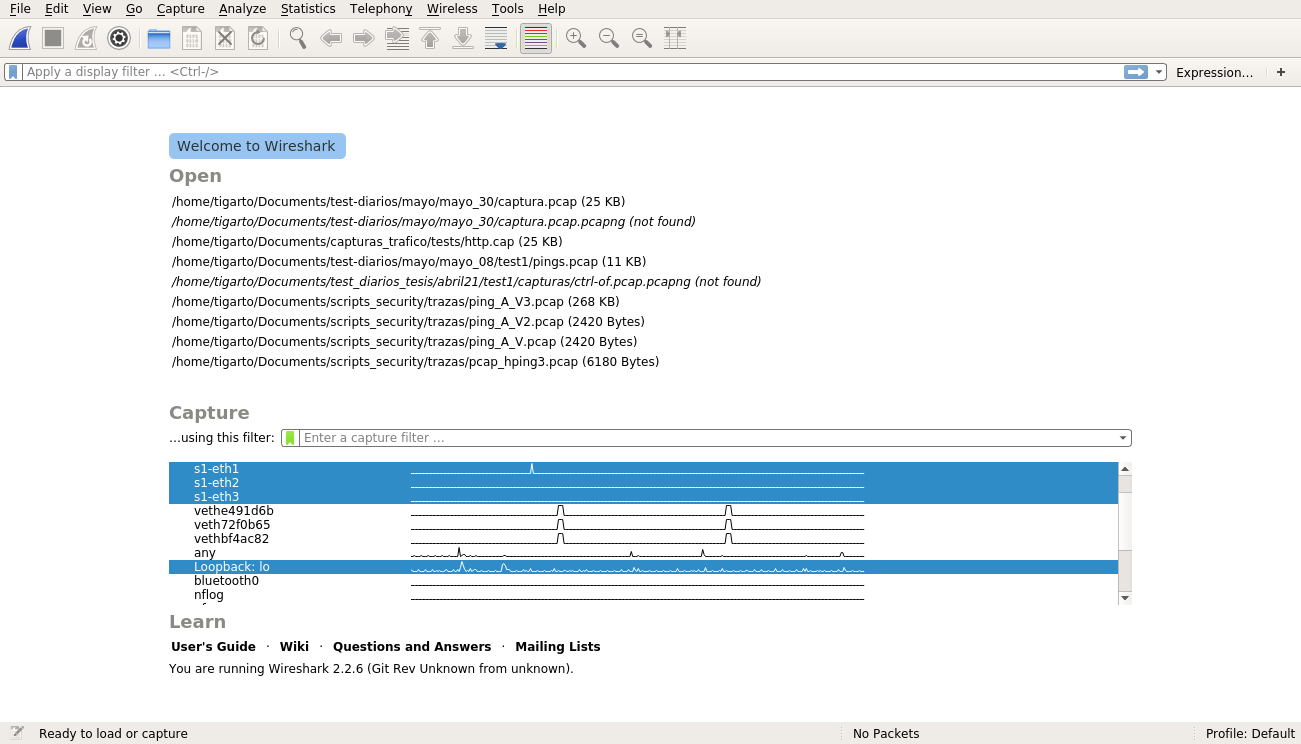 File Edit View Go Capture Analyze Statistics Telephony Wireless Tools Help
Apply a display filter ... <Ctrl-/> Expression... +
Welcome to Wireshark
Open
/home/tigarto/Documents/test-diarios/mayo/mayo_30/captura.pcap (25 KB)
/home/tigarto/Documents/test-diarios/mayo/mayo_30/captura.pcap.pcapng (not found)
/home/tigarto/Documents/capturas_trafico/tests/http.cap (25 KB)
/home/tigarto/Documents/test-diarios/mayo/mayo_08/test1/pings.pcap (11 KB)
/home/tigarto/Documents/test_diarios_tesis/abril21/test1/capturas/ctrl-of.pcap.pcapng (not found)
/home/tigarto/Documents/scripts_security/trazas/ping_A_V3.pcap (268 KB)
/home/tigarto/Documents/scripts_security/trazas/ping_A_V2.pcap (2420 Bytes)
/home/tigarto/Documents/scripts_security/trazas/ping_A_V.pcap (2420 Bytes)
/home/tigarto/Documents/scripts_security/trazas/pcap_hping3.pcap (6180 Bytes)
Capture
...using this filter: Enter a capture filter ...
s1-eth1
s1-eth2
s1-eth3
vethe491d6b
veth72f0b65
vethbf4ac82
any
Loopback: lo
bluetooth0
nflog
Learn
User's Guide · Wiki · Questions and Answers · Mailing Lists
You are running Wireshark 2.2.6 (Git Rev Unknown from unknown).
Ready to load or capture No Packets Profile: Default